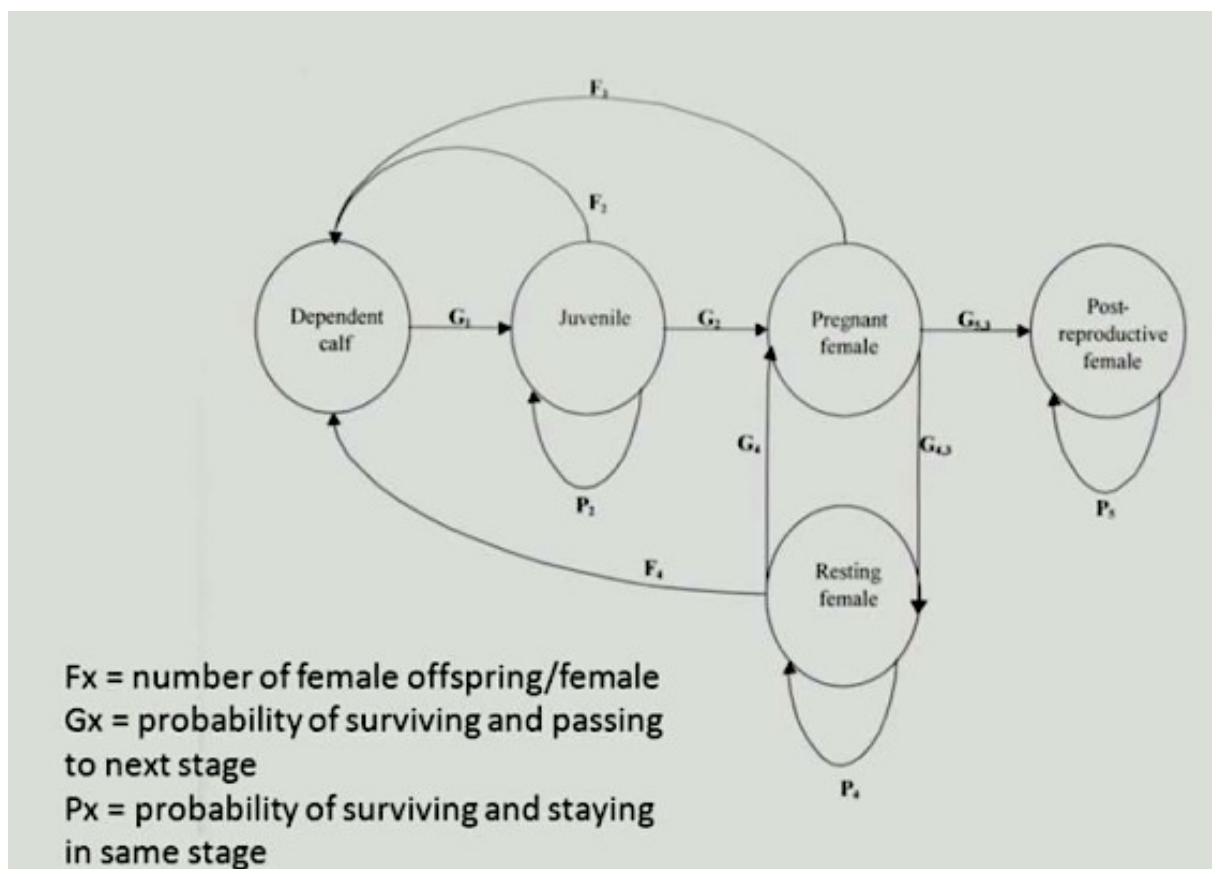 F₃
F₂
Dependent
calf
G₁
Juvenile
G₂
Pregnant
female
G₅,₃
Post-
reproductive
female
G₄
G₄,₃
P₂
P₅
F₄
Resting
female
P₄
Fx = number of female offspring/female
Gx = probability of surviving and passing
to next stage
Px = probability of surviving and staying
in same stage